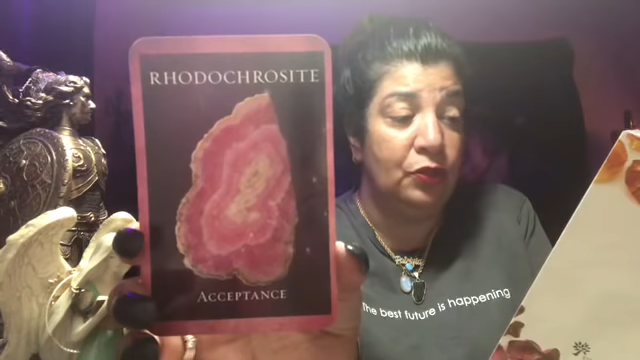 RHODOCHROSITE
ACCEPTANCE
The best future is happening